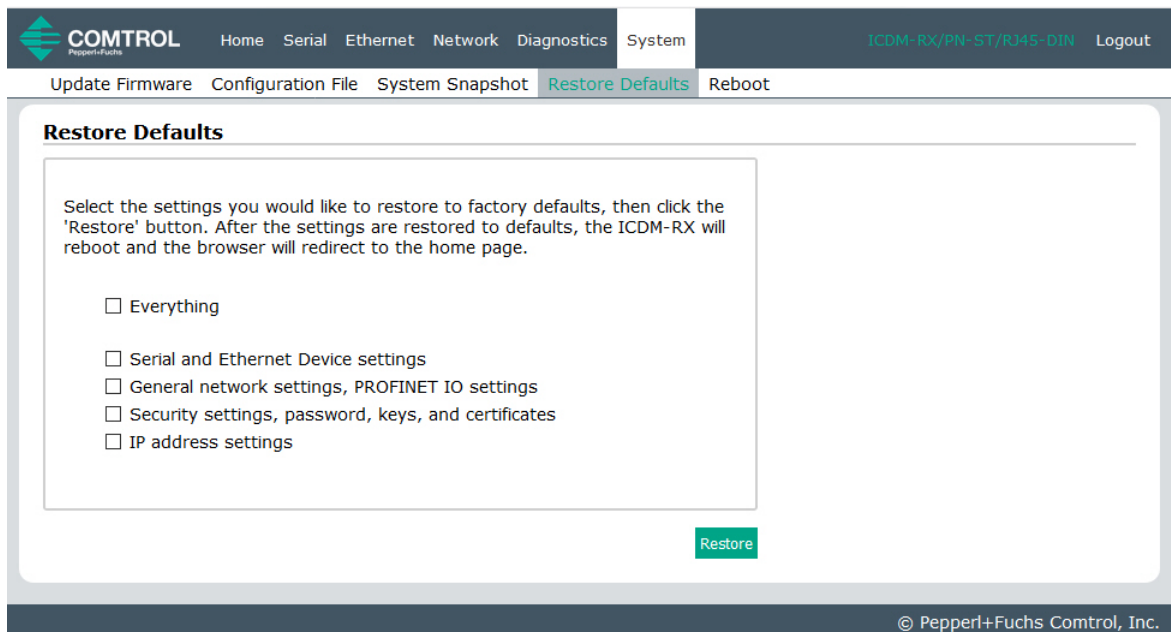 COMTROL
Pepperl+Fuchs
Home Serial Ethernet Network Diagnostics System ICDM-RX/PN-ST/RJ45-DIN Logout
Update Firmware Configuration File System Snapshot Restore Defaults Reboot
Restore Defaults
Select the settings you would like to restore to factory defaults, then click the
'Restore' button. After the settings are restored to defaults, the ICDM-RX will
reboot and the browser will redirect to the home page.
Everything
Serial and Ethernet Device settings
General network settings, PROFINET IO settings
Security settings, password, keys, and certificates
IP address settings
Restore
© Pepperl+Fuchs Comtrol, Inc.